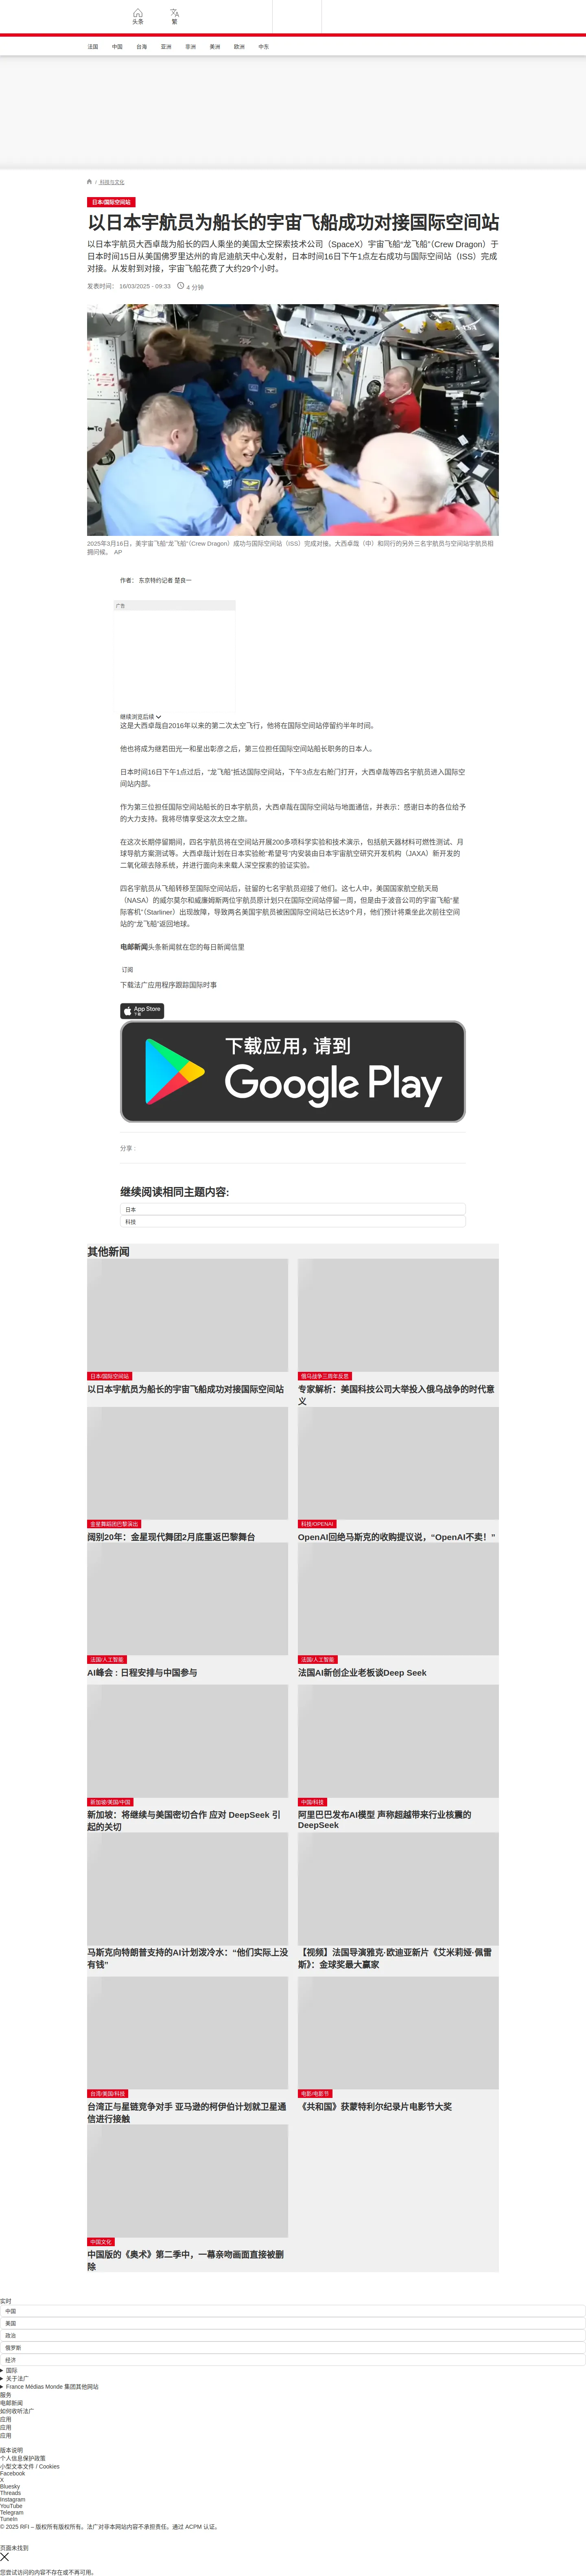 头条
繁
法国 中国 台海 亚洲 非洲 美洲 欧洲 中东
/ 科技与文化
日本/国际空间站
以日本宇航员为船长的宇宙飞船成功对接国际空间站
以日本宇航员大西卓哉为船长的四人乘坐的美国太空探索技术公司（SpaceX）宇宙飞船“龙飞船”（Crew Dragon）于
日本时间15日从美国佛罗里达州的肯尼迪航天中心发射，日本时间16日下午1点左右成功与国际空间站（ISS）完成
对接。从发射到对接，宇宙飞船花费了大约29个小时。
发表时间： 16/03/2025 - 09:33 4 分钟
2025年3月16日，美宇宙飞船“龙飞船”（Crew Dragon）成功与国际空间站（ISS）完成对接。大西卓哉（中）和同行的另外三名宇航员与空间站宇航员相
拥问候。 AP
作者： 东京特约记者 楚良一
广告
继续浏览后续
这是大西卓哉自2016年以来的第二次太空飞行，他将在国际空间站停留约半年时间。
他也将成为继若田光一和星出彰彦之后，第三位担任国际空间站船长职务的日本人。
日本时间16日下午1点过后，“龙飞船”抵达国际空间站，下午3点左右舱门打开，大西卓哉等四名宇航员进入国际空
间站内部。
作为第三位担任国际空间站船长的日本宇航员，大西卓哉在国际空间站与地面通信，并表示：感谢日本的各位给予
的大力支持。我将尽情享受这次太空之旅。
在这次长期停留期间，四名宇航员将在空间站开展200多项科学实验和技术演示，包括航天器材料可燃性测试、月
球导航方案测试等。大西卓哉计划在日本实验舱“希望号”内安装由日本宇宙航空研究开发机构（JAXA）新开发的
二氧化碳去除系统，并进行面向未来载人深空探索的验证实验。
四名宇航员从飞船转移至国际空间站后，驻留的七名宇航员迎接了他们。这七人中，美国国家航空航天局
（NASA）的威尔莫尔和威廉姆斯两位宇航员原计划只在国际空间站停留一周，但是由于波音公司的宇宙飞船“星
际客机”（Starliner）出现故障，导致两名美国宇航员被困国际空间站已长达9个月，他们预计将乘坐此次前往空间
站的“龙飞船”返回地球。
电邮新闻头条新闻就在您的每日新闻信里
订阅
下载法广应用程序跟踪国际时事
App Store
下载
下载应用，请到
Google Play
分享 :
继续阅读相同主题内容:
日本
科技
其他新闻
日本/国际空间站
以日本宇航员为船长的宇宙飞船成功对接国际空间站
俄乌战争三周年反思
专家解析：美国科技公司大举投入俄乌战争的时代意
义
金星舞蹈团巴黎演出
阔别20年：金星现代舞团2月底重返巴黎舞台
科技/OPENAI
OpenAI回绝马斯克的收购提议说，“OpenAI不卖！”
法国/人工智能
AI峰会 : 日程安排与中国参与
法国/人工智能
法国AI新创企业老板谈Deep Seek
新加坡/美国/中国
新加坡：将继续与美国密切合作 应对 DeepSeek 引
起的关切
中国/科技
阿里巴巴发布AI模型 声称超越带来行业核震的
DeepSeek
马斯克向特朗普支持的AI计划泼冷水：“他们实际上没
有钱”
【视频】法国导演雅克·欧迪亚新片《艾米莉娅·佩雷
斯》：金球奖最大赢家
台湾/美国/科技
台湾正与星链竞争对手 亚马逊的柯伊伯计划就卫星通
信进行接触
电影/电影节
《共和国》获蒙特利尔纪录片电影节大奖
中国文化
中国版的《奥术》第二季中，一幕亲吻画面直接被删
除
实时
中国
美国
政治
俄罗斯
经济
国际
关于法广
France Médias Monde 集团其他网站
服务
电邮新闻
如何收听法广
应用
应用
应用
版本说明
个人信息保护政策
小型文本文件 / Cookies
Facebook
X
Bluesky
Threads
Instagram
YouTube
Telegram
TuneIn
© 2025 RFI – 版权所有版权所有。法广对非本网站内容不承担责任。通过 ACPM 认证。
页面未找到
您尝试访问的内容不存在或不再可用。